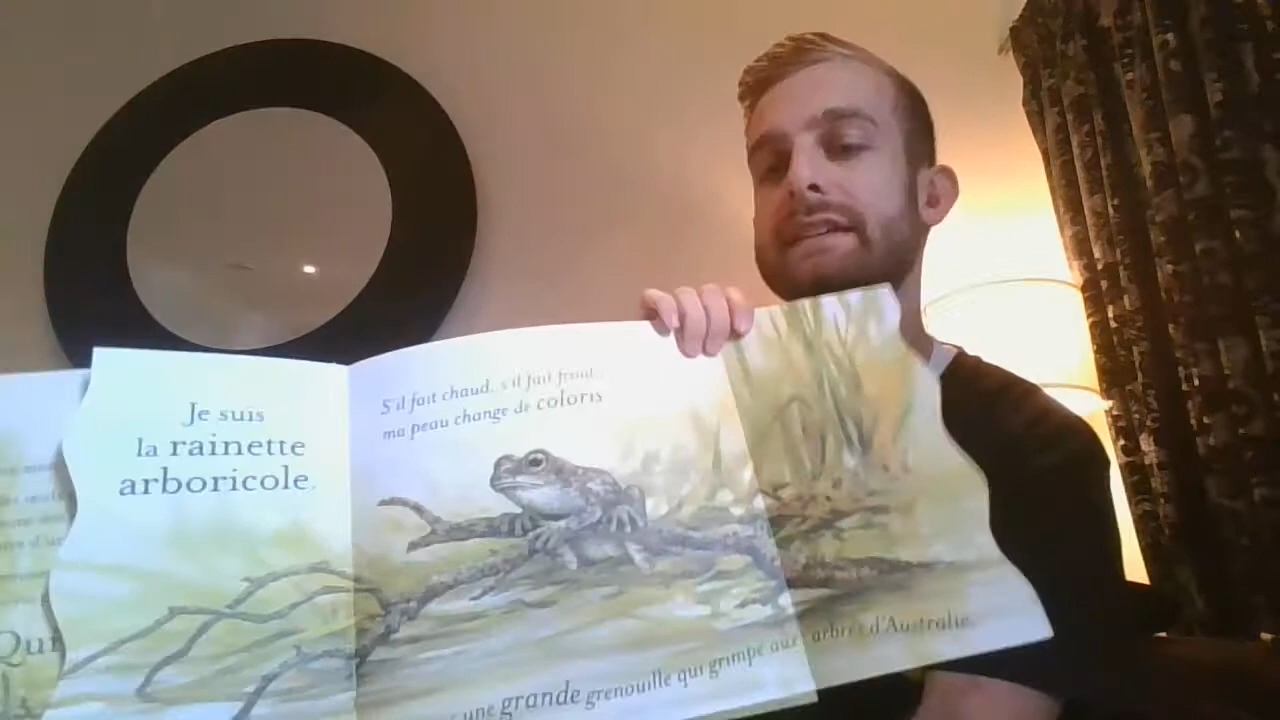 Je suis
la rainette
arboricole.
S'il fait chaud, s'il fait froid,
ma peau change de coloris
une grande grenouille qui grimpe aux arbres d'Australie.
Qui